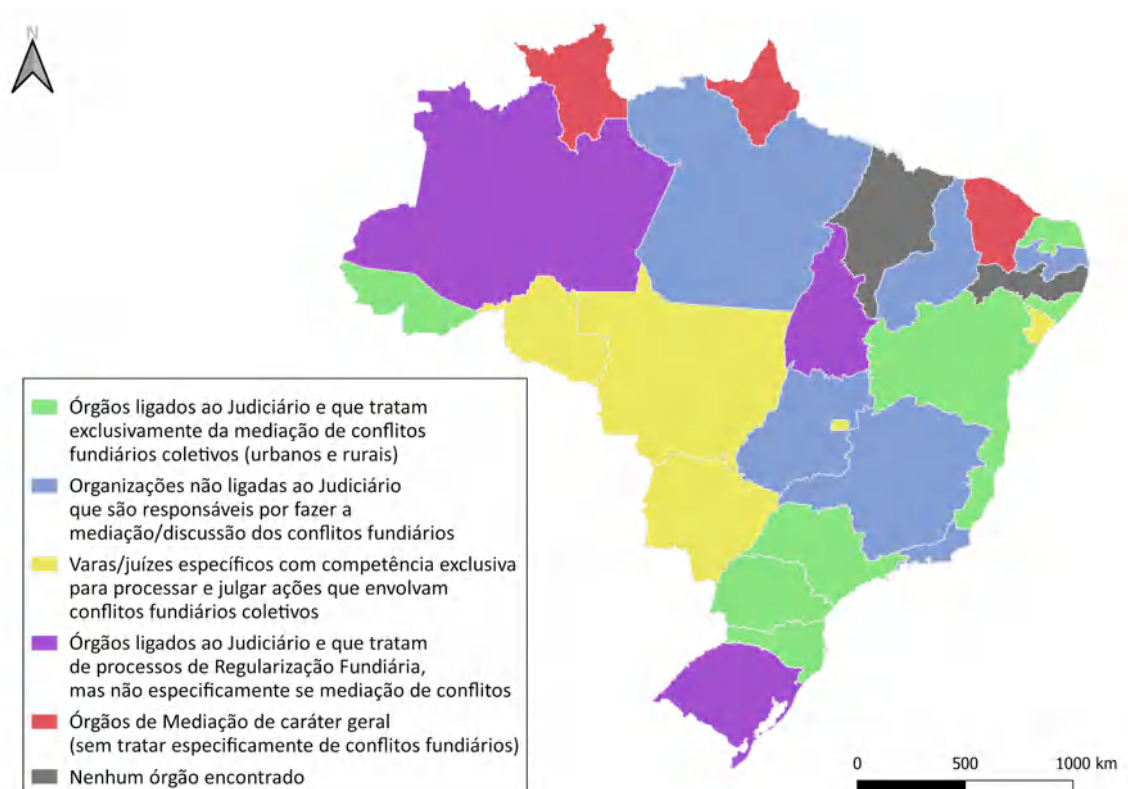 N
Órgãos ligados ao Judiciário e que tratam
exclusivamente da mediação de conflitos
fundiários coletivos (urbanos e rurais)
Organizações não ligadas ao Judiciário
que são responsáveis por fazer a
mediação/discussão dos conflitos fundiários
Varas/juízes específicos com competência exclusiva
para processar e julgar ações que envolvam
conflitos fundiários coletivos
Órgãos ligados ao Judiciário e que tratam
de processos de Regularização Fundiária,
mas não especificamente se mediação de conflitos
Órgãos de Mediação de caráter geral
(sem tratar especificamente de conflitos fundiários)
Nenhum órgão encontrado
0 500 1000 km